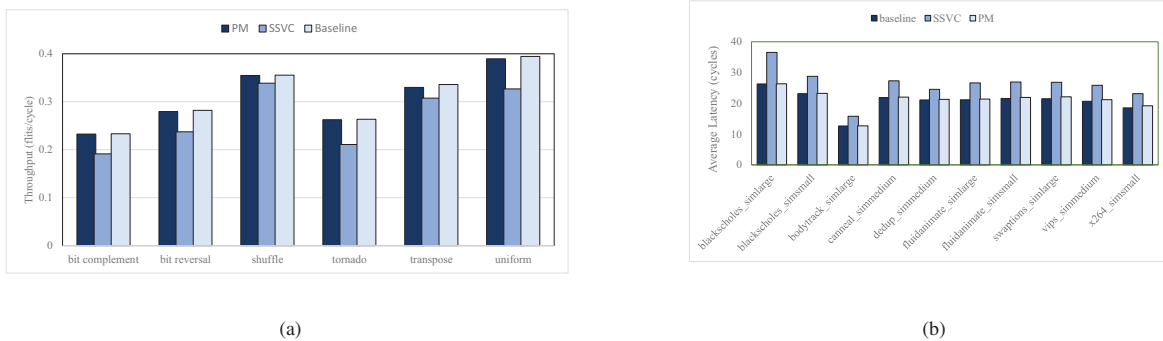 PM SSVC Baseline
0.4
0.3
0.2
0.1
0
Throughput (flits/cycle)
bit complement bit reversal shuffle tornado transpose uniform
(a)
baseline SSVC PM
40
30
20
10
0
Average Latency (cycles)
blackscholes_simlarge
blackscholes_simsmall
bodytrack_simlarge
canneal_simmedium
dedup_simmedium
fluidanimate_simlarge
fluidanimate_simsmall
swaptions_simlarge
vips_simmedium
x264_simsmall
(b)